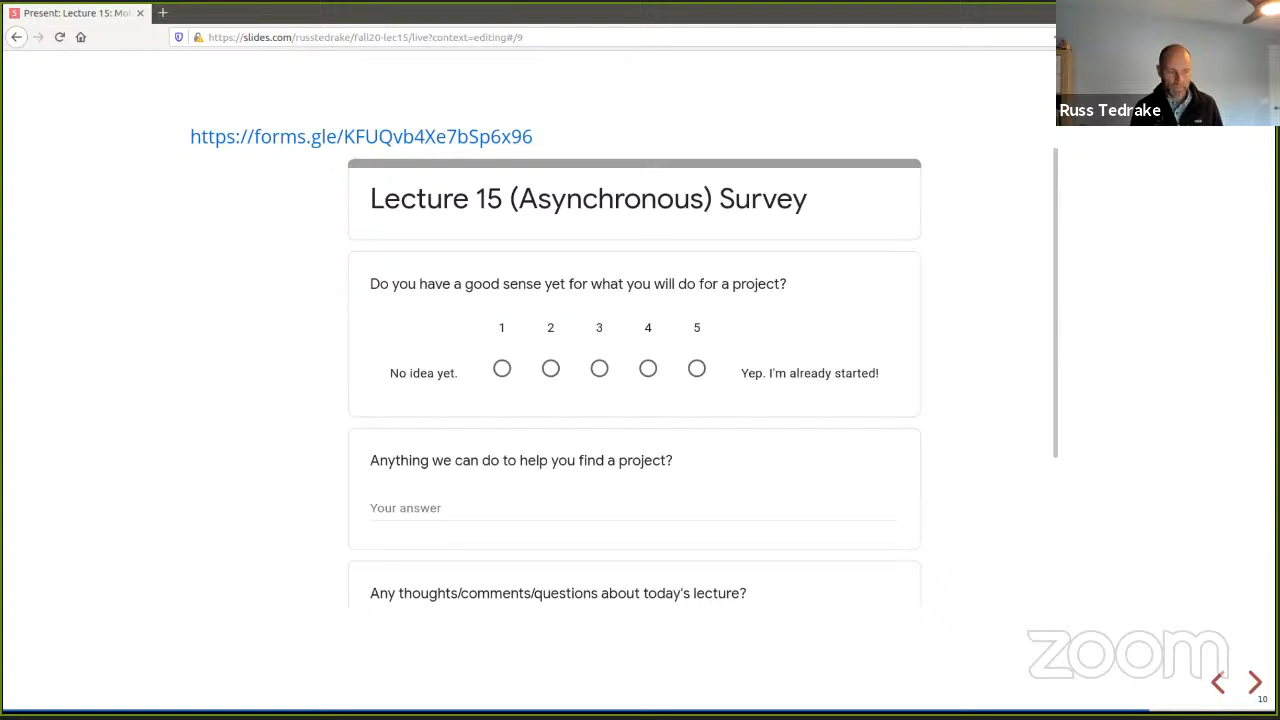 Present: Lecture 15: Mo
https://slides.com/russtedrake/fall20-lec15/live?context=editing#/9
Russ Tedrake
https://forms.gle/KFUQvb4Xe7bSp6x96
Lecture 15 (Asynchronous) Survey
Do you have a good sense yet for what you will do for a project?
1 2 3 4 5
No idea yet. Yep. I'm already started!
Anything we can do to help you find a project?
Your answer
Any thoughts/comments/questions about today's lecture?
zoom
10